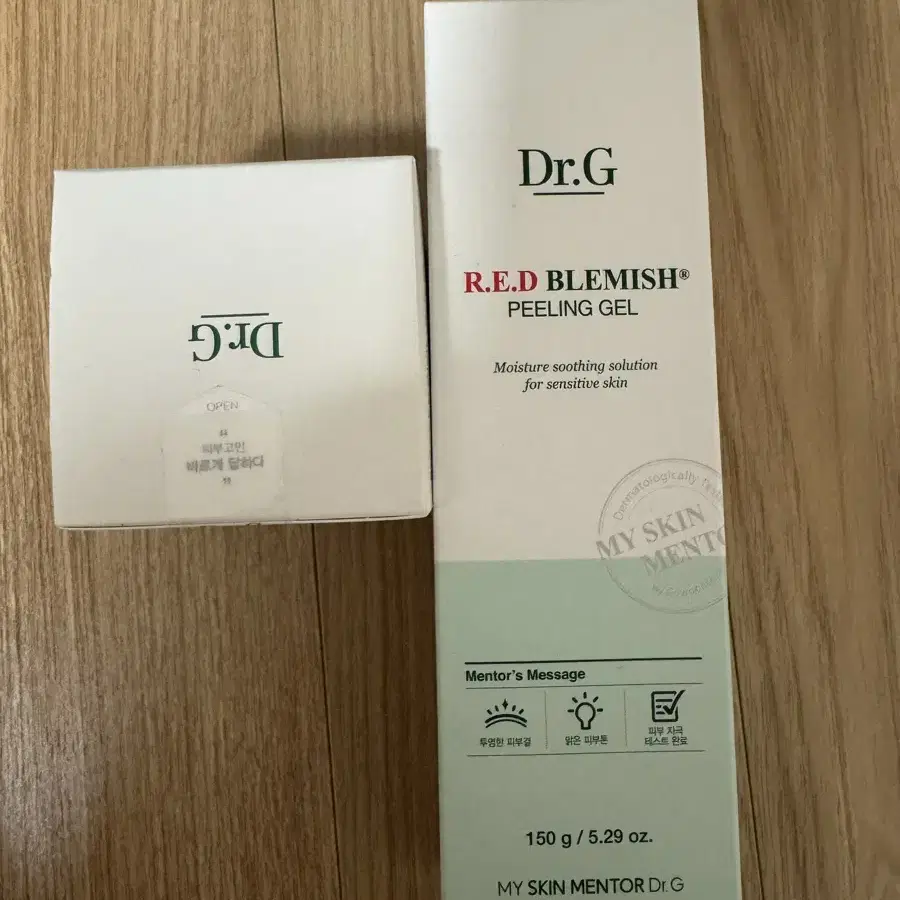 Dr.G
OPEN
"
피부고민,
바르게 답하다
"
Dr.G
R.E.D BLEMISH®
PEELING GEL
Moisture soothing solution
for sensitive skin
Dermatologically
MY SKIN
MENTO
Mentor's Message
투명한 피부결
맑은 피부톤
피부 자극
테스트 완료
150 g / 5.29 oz.
MY SKIN MENTOR Dr.G